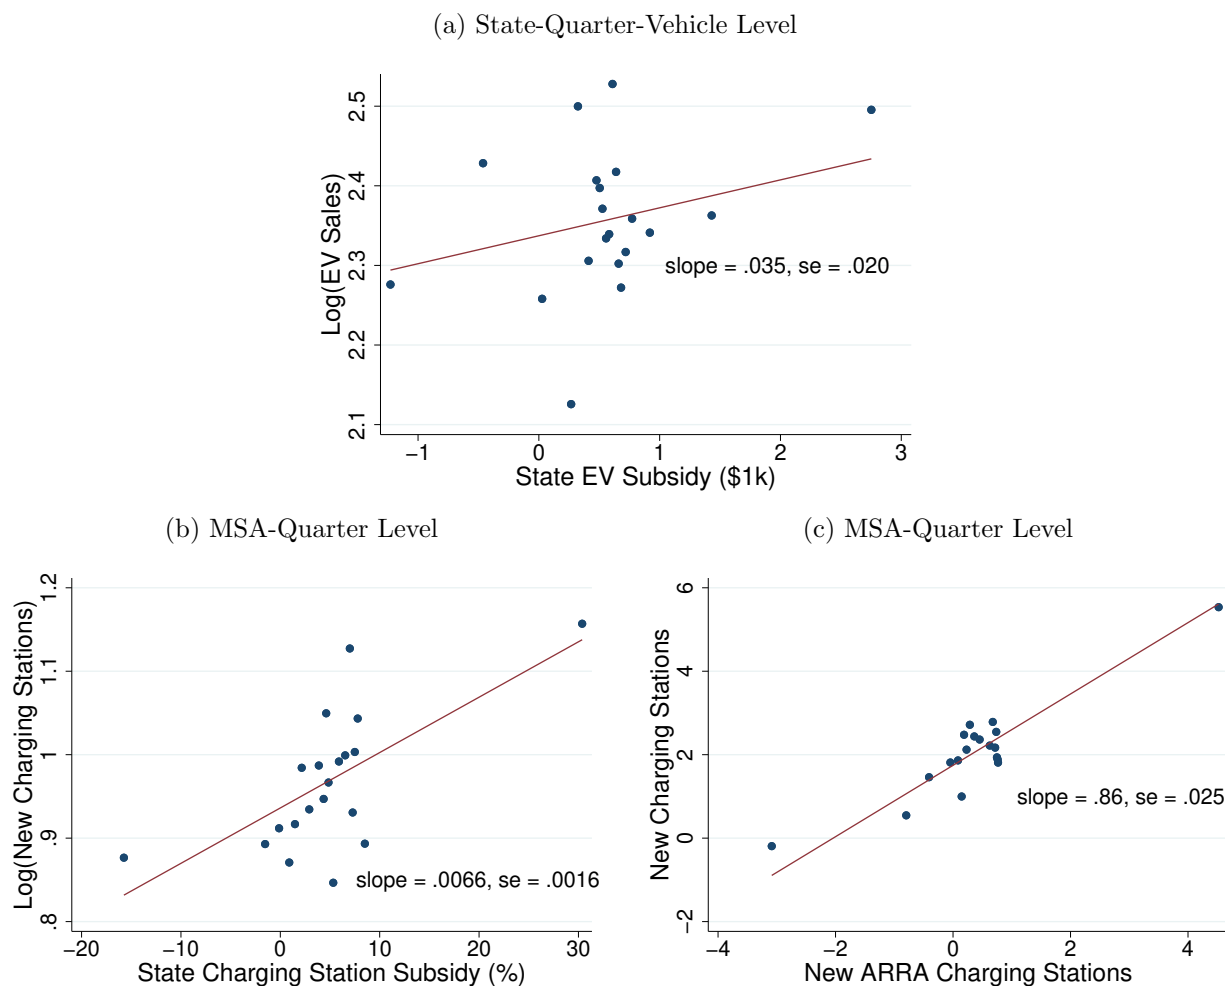 (a) State-Quarter-Vehicle Level
Log(EV Sales)
2.5
2.4
2.3
2.2
2.1
slope = .035, se = .020
−1 0 1 2 3
State EV Subsidy ($1k)
(b) MSA-Quarter Level
Log(New Charging Stations)
1.2
1.1
1
.9
.8
slope = .0066, se = .0016
−20 −10 0 10 20 30
State Charging Station Subsidy (%)
(c) MSA-Quarter Level
New Charging Stations
6
4
2
0
−2
slope = .86, se = .025
−4 −2 0 2 4
New ARRA Charging Stations